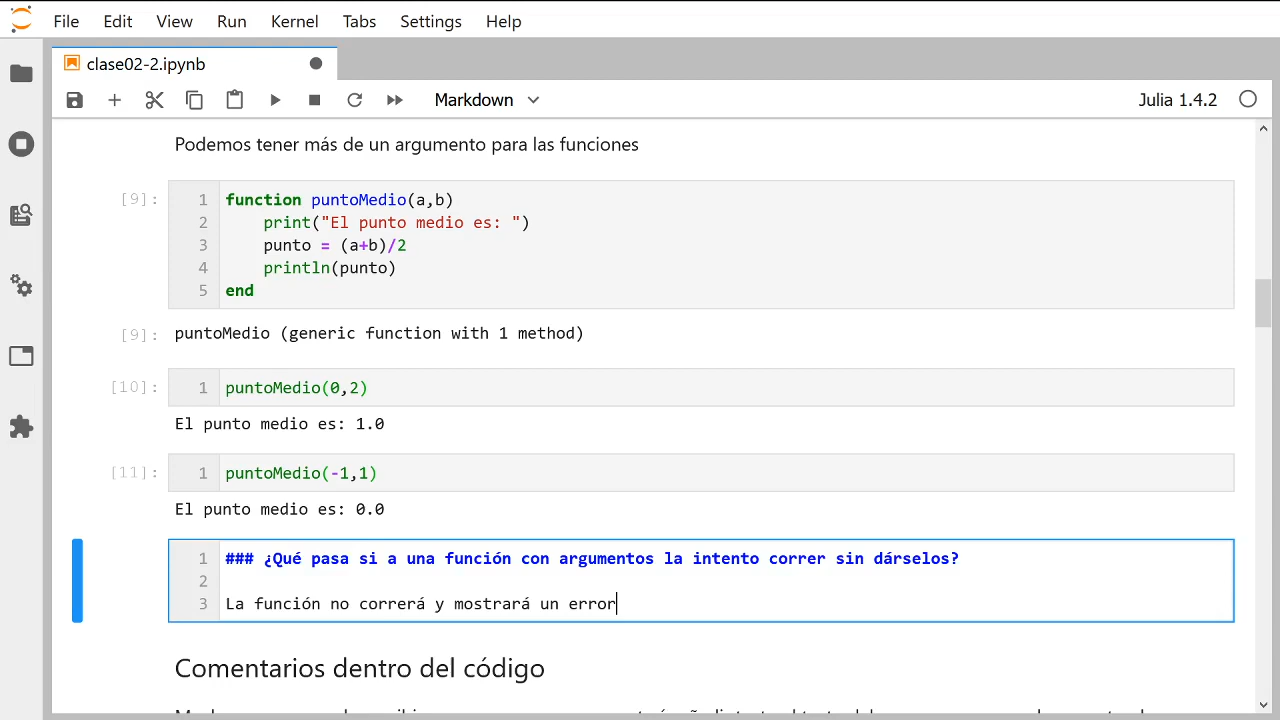 File Edit View Run Kernel Tabs Settings Help
clase02-2.ipynb
Markdown
Julia 1.4.2
Podemos tener más de un argumento para las funciones
[9]: 1 function puntoMedio(a,b)
2 print("El punto medio es: ")
3 punto = (a+b)/2
4 println(punto)
5 end
[9]: puntoMedio (generic function with 1 method)
[10]: 1 puntoMedio(0,2)
El punto medio es: 1.0
[11]: 1 puntoMedio(-1,1)
El punto medio es: 0.0
1 ### ¿Qué pasa si a una función con argumentos la intento correr sin dárselos?
2
3 La función no correrá y mostrará un error
Comentarios dentro del código